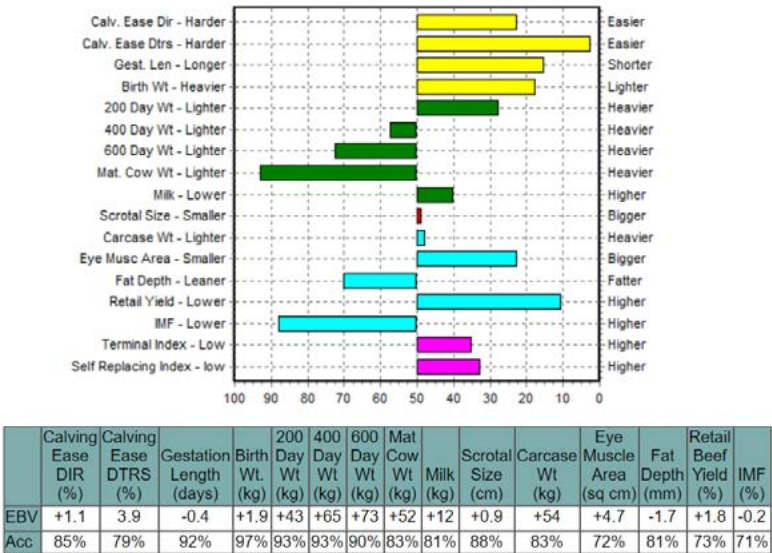 Calv. Ease Dir - Harder Easier
Calv. Ease Dtrs - Harder Easier
Gest. Len - Longer Shorter
Birth Wt - Heavier Lighter
200 Day Wt - Lighter Heavier
400 Day Wt - Lighter Heavier
600 Day Wt - Lighter Heavier
Mat. Cow Wt - Lighter Heavier
Milk - Lower Higher
Scrotal Size - Smaller Bigger
Carcase Wt - Lighter Heavier
Eye Musc Area - Smaller Bigger
Fat Depth - Leaner Fatter
Retail Yield - Lower Higher
IMF - Lower Higher
Terminal Index - Low Higher
Self Replacing Index - low Higher
100 90 80 70 60 50 40 30 20 10 0
Calving Calving 200 400 600 Mat Eye Retail
Ease Ease Gestation Birth Day Day Day Cow Scrotal Carcase Muscle Fat Beef
DIR DTRS Length Wt. Wt Wt Wt Wt Milk Size Wt Area Depth Yield IMF
(%) (%) (days) (kg) (kg) (kg) (kg) (kg) (kg) (cm) (kg) (sq cm) (mm) (%) (%)
EBV +1.1 3.9 -0.4 +1.9 +43 +65 +73 +52 +12 +0.9 +54 +4.7 -1.7 +1.8 -0.2
Acc 85% 79% 92% 97% 93% 93% 90% 83% 81% 88% 83% 72% 81% 73% 71%